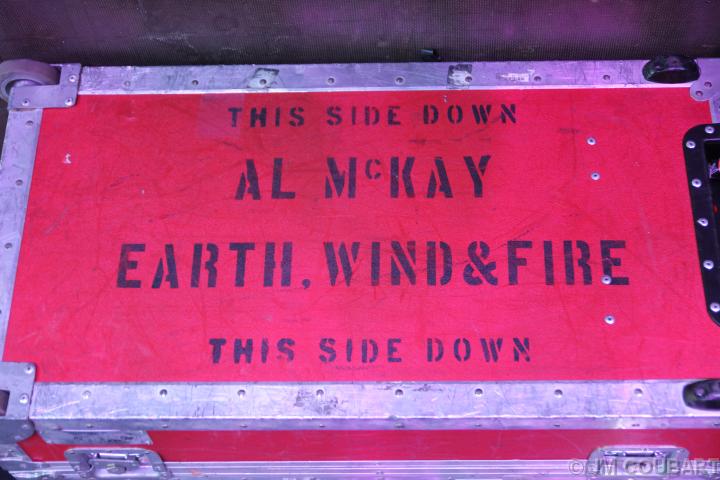 THIS SIDE DOWN
AL McKAY
EARTH, WIND & FIRE
THIS SIDE DOWN
© JM COUBART